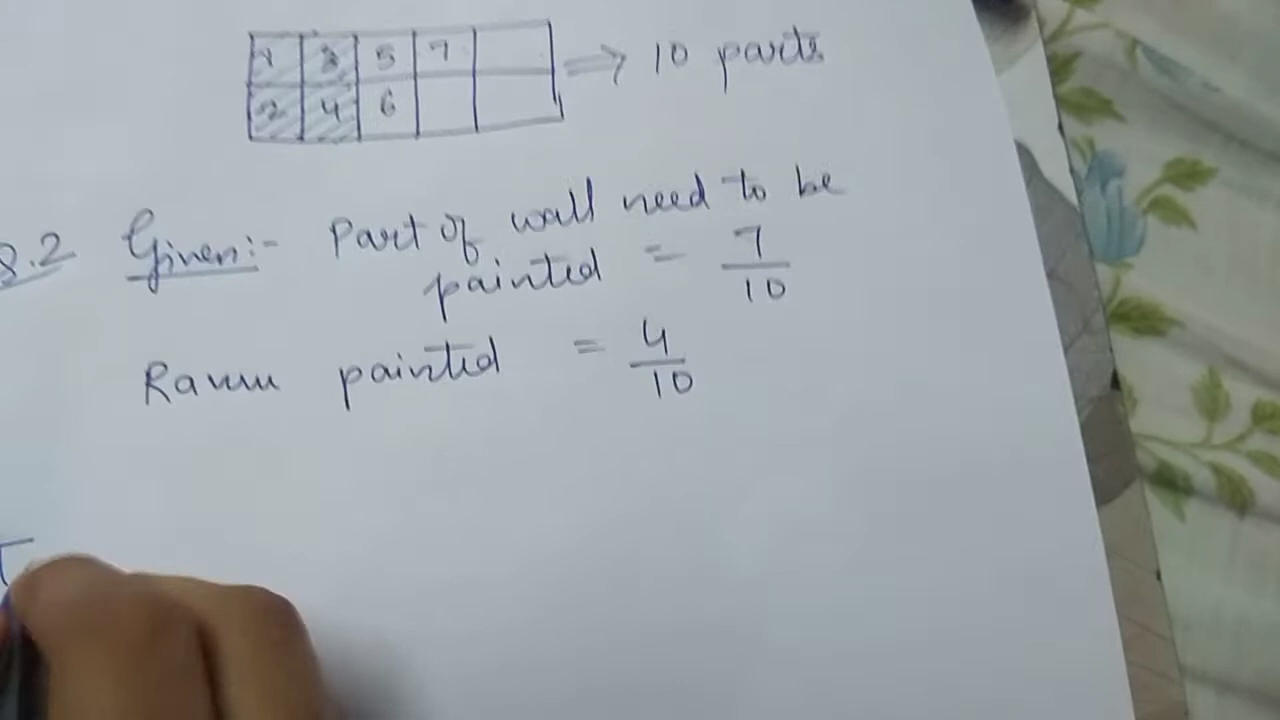 1 3 5 7 ⇒ 10 parts
2 4 6
8.2 Given:- Part of wall need to be
painted = 7/10
Ramu painted = 4/10